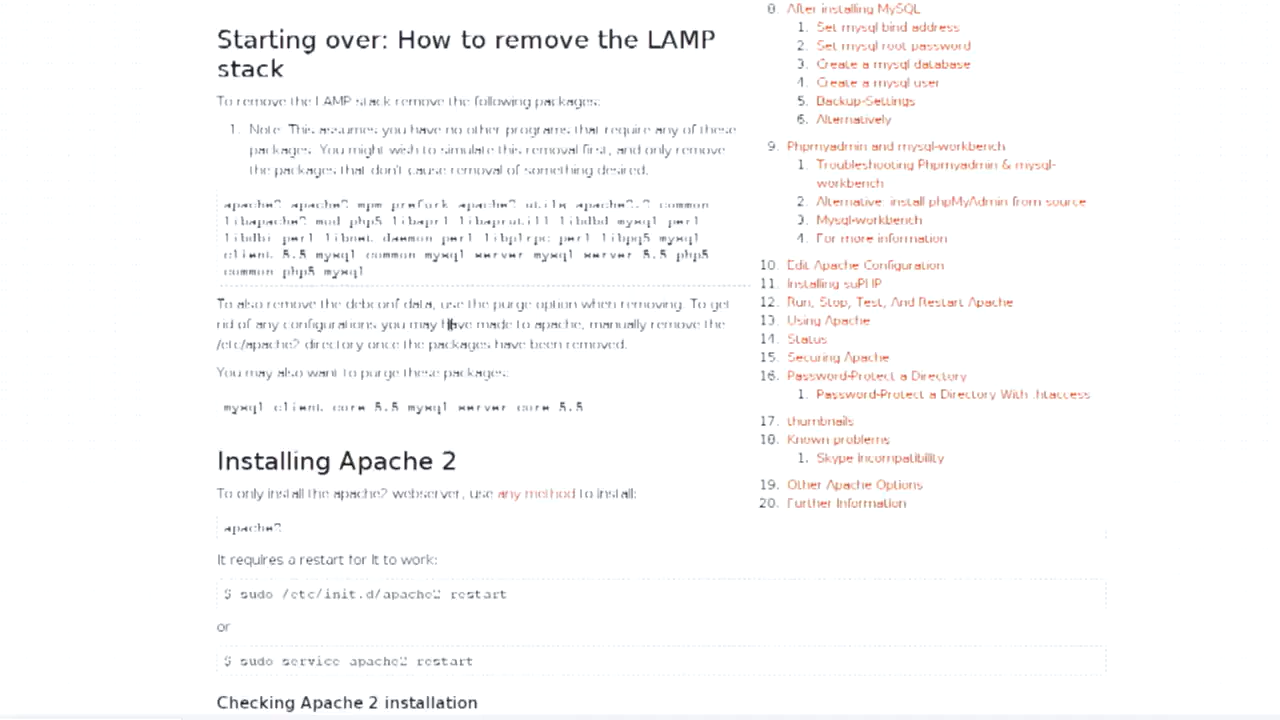 Starting over: How to remove the LAMP
stack
To remove the LAMP stack remove the following packages:
1. Note: This assumes you have no other programs that require any of these
packages. You might wish to simulate this removal first, and only remove
the packages that don't cause removal of something desired.
apache2 apache2-mpm-prefork apache2-utils apache2.2-common
libapache2-mod-php5 libapr1 libaprutil1 libdbd-mysql-perl
libdbi-perl libnet-daemon-perl libplrpc-perl libpq5 mysql-
client-5.5 mysql-common mysql-server mysql-server-5.5 php5-
common php5-mysql
To also remove the debconf data, use the purge option when removing. To get
rid of any configurations you may have made to apache, manually remove the
/etc/apache2 directory once the packages have been removed.
You may also want to purge these packages:
mysql-client-core-5.5 mysql-server-core-5.5
Installing Apache 2
To only install the apache2 webserver, use any method to install:
apache2
It requires a restart for it to work:
$ sudo /etc/init.d/apache2 restart
or
$ sudo service apache2 restart
Checking Apache 2 installation
8. After installing MySQL
1. Set mysql bind address
2. Set mysql root password
3. Create a mysql database
4. Create a mysql user
5. Backup-Settings
6. Alternatively
9. Phpmyadmin and mysql-workbench
1. Troubleshooting Phpmyadmin & mysql-
workbench
2. Alternative: install phpMyAdmin from source
3. Mysql-workbench
4. For more information
10. Edit Apache Configuration
11. Installing suPHP
12. Run, Stop, Test, And Restart Apache
13. Using Apache
14. Status
15. Securing Apache
16. Password-Protect a Directory
1. Password-Protect a Directory With .htaccess
17. thumbnails
18. Known problems
1. Skype incompatibility
19. Other Apache Options
20. Further Information